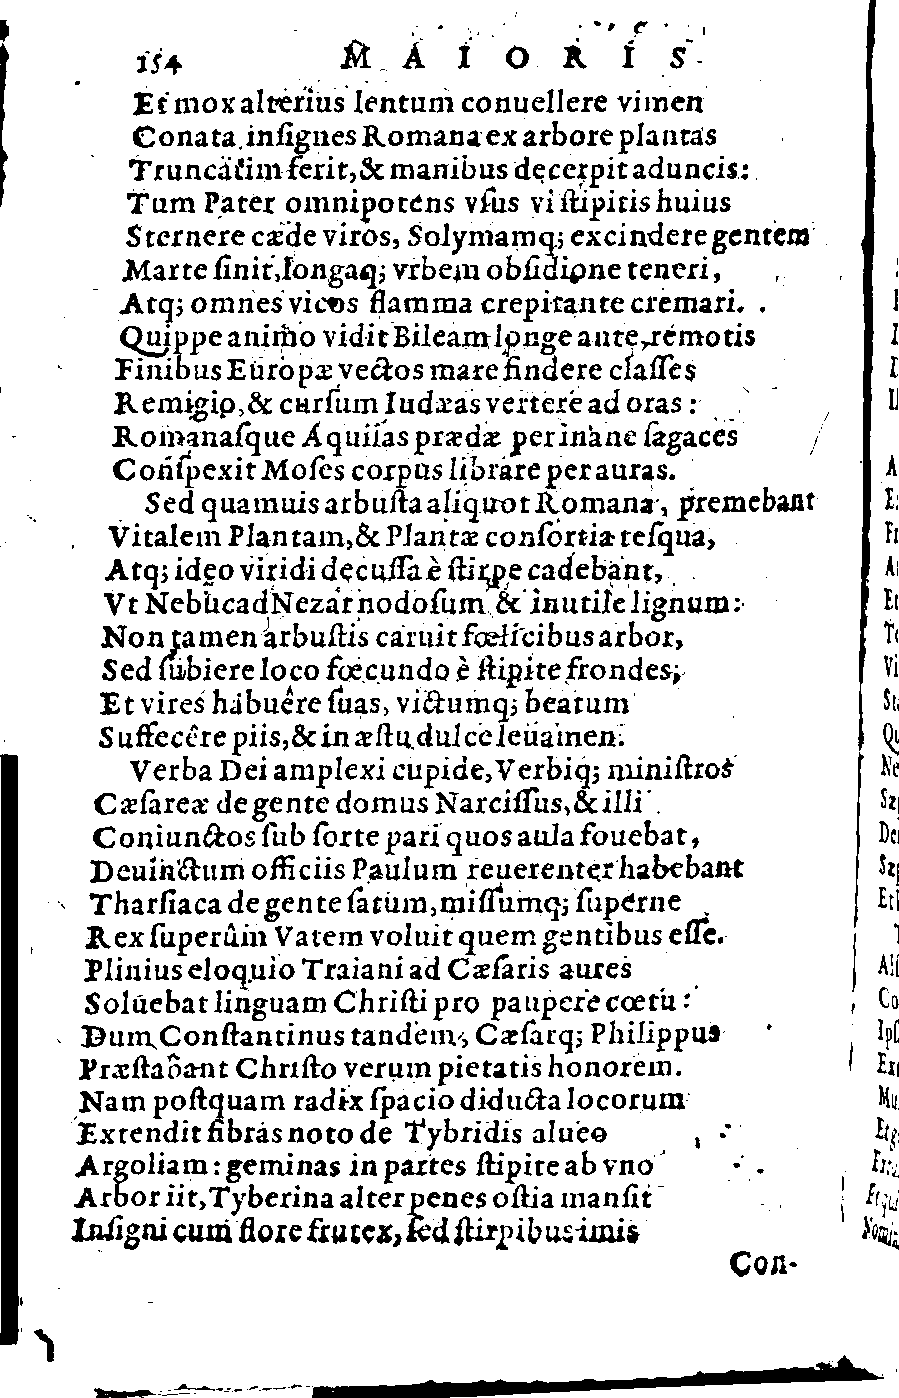 154 MAIORIS
Et mox alterius lentum conuellere vimen
Conata insignes Romana ex arbore plantas
Truncatim ferit, & manibus decerpit aduncis:
Tum Pater omnipotens vſus vi ſtipitis huius
Sternere cæde viros, Solymamq; excindere gentem
Marte ſinit, longaq; vrbem obſidione teneri,
Atq; omnes vicos flamma crepitante cremari.
Quippe animo vidit Bileam longe ante, remotis
Finibus Europæ vectos mare findere claſſes
Remigio, & curſum Iudæas vertere ad oras:
Romanaſque Aquilas prædæ per inane ſagaces
Conſpexit Moſes corpus librare per auras.
Sed quamuis arbuſta aliquot Romana, premebant
Vitalem Plantam, & Plantæ conſortia teſqua,
Atq; ideo viridi decuſſa è ſtirpe cadebant,
Vt NebucadNezar nodoſum & inutile lignum:
Non tamen arbuſtis caruit fœlicibus arbor,
Sed ſubiere loco fœcundo è ſtipite frondes;
Et vires habuêre ſuas, victumq; beatum
Suffecêre piis, & in æſtu dulce leuamen.
Verba Dei amplexi cupide, Verbiq; miniſtros
Cæſareæ de gente domus Narciſſus, & illi
Coniunctos ſub ſorte pari quos aula fouebat,
Deuinctum officiis Paulum reuerenter habebant
Tharſiaca de gente ſatum, miſſumq; ſuperne
Rex ſuperûm Vatem voluit quem gentibus eſſe.
Plinius eloquio Traiani ad Cæſaris aures
Soluebat linguam Chriſti pro paupere cœtu:
Dum Conſtantinus tandem, Cæſarq; Philippus
Præſtabant Chriſto verum pietatis honorem.
Nam poſtquam radix ſpacio diducta locorum
Extendit fibras noto de Tybridis alueo
Argoliam: geminas in partes ſtipite ab vno
Arbor iit, Tyberina alter penes oſtia manſit
Inſigni cum flore frutex, ſed ſtirpibus imis
Con-